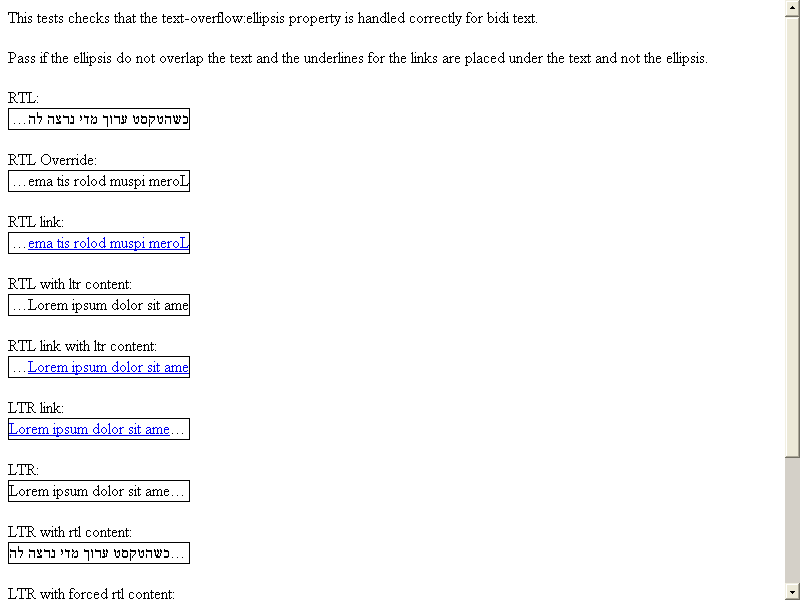 This tests checks that the text-overflow:ellipsis property is handled correctly for bidi text.
Pass if the ellipsis do not overlap the text and the underlines for the links are placed under the text and not the ellipsis.
RTL:
כשהטקסט ערוך מדי נרצה לה…
RTL Override:
…ema tis rolod muspi meroL
RTL link:
…ema tis rolod muspi meroL
RTL with ltr content:
…Lorem ipsum dolor sit ame
RTL link with ltr content:
…Lorem ipsum dolor sit ame
LTR link:
Lorem ipsum dolor sit ame…
LTR:
Lorem ipsum dolor sit ame…
LTR with rtl content:
כשהטקסט ערוך מדי נרצה לה…
LTR with forced rtl content: